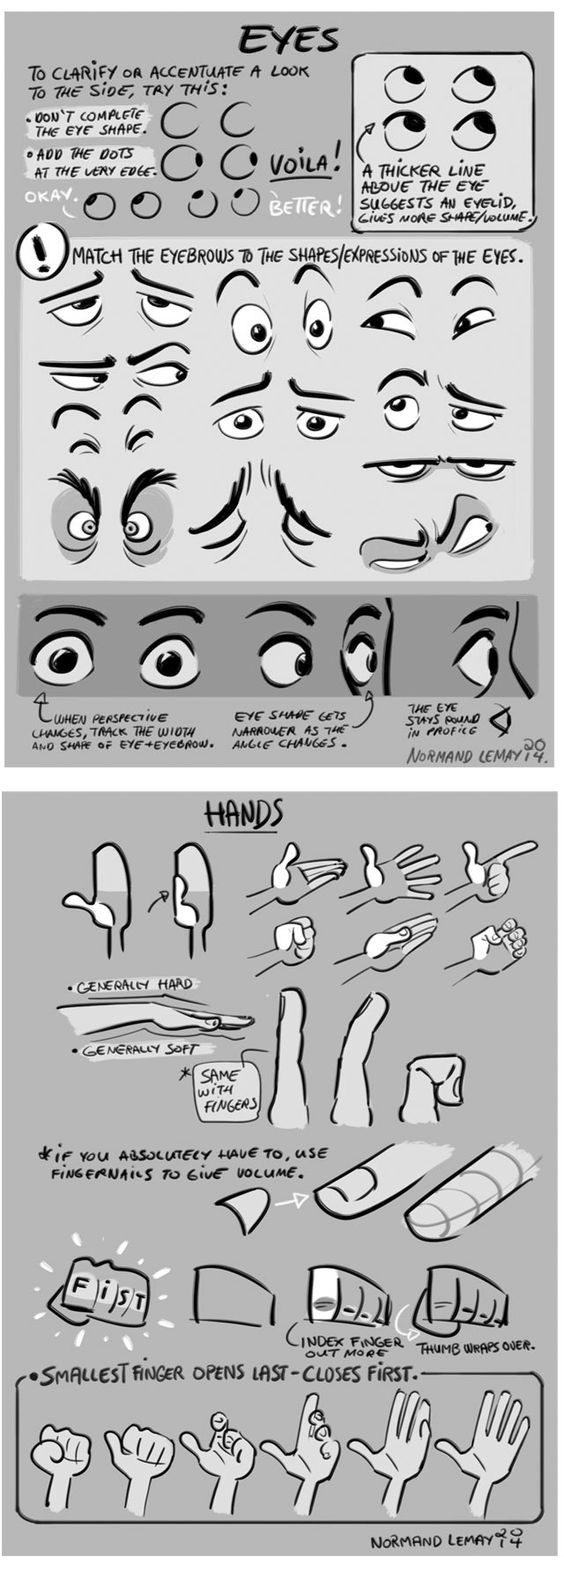 EYES
TO CLARIFY OR ACCENTUATE A LOOK
TO THE SIDE, TRY THIS:
• DON'T COMPLETE
THE EYE SHAPE.
• ADD THE DOTS
AT THE VERY EDGE.
VOILA!
OKAY.
BETTER!
A THICKER LINE
ABOVE THE EYE
SUGGESTS AN EYELID,
GIVES MORE SHAPE/VOLUME.
! MATCH THE EYEBROWS TO THE SHAPES/EXPRESSIONS OF THE EYES.
WHEN PERSPECTIVE
CHANGES, TRACK THE WIDTH
AND SHAPE OF EYE+EYEBROW.
EYE SHAPE GETS
NARROWER AS THE
ANGLE CHANGES.
THE EYE
STAYS ROUND
IN PROFILE
NORMAND LEMAY 2014.
HANDS
• GENERALLY HARD
• GENERALLY SOFT
* SAME
WITH
FINGERS
* IF YOU ABSOLUTELY HAVE TO, USE
FINGERNAILS TO GIVE VOLUME.
FiST
INDEX FINGER
OUT MORE
THUMB WRAPS OVER.
• SMALLEST FINGER OPENS LAST - CLOSES FIRST.
NORMAND LEMAY 2014